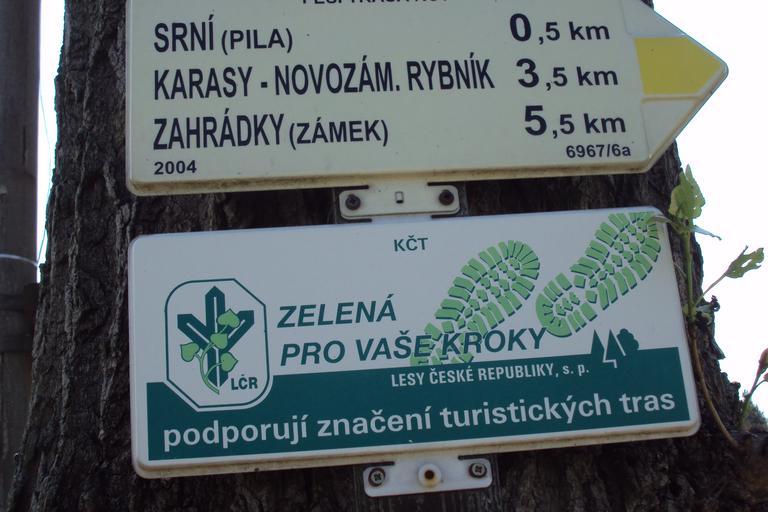 SRNÍ (PILA) 0,5 km
KARASY - NOVOZÁM. RYBNÍK 3,5 km
ZAHRÁDKY (ZÁMEK) 5,5 km
2004 6967/6a
KČT
ZELENÁ
PRO VAŠE KROKY
LČR
LESY ČESKÉ REPUBLIKY, s. p.
podporují značení turistických tras